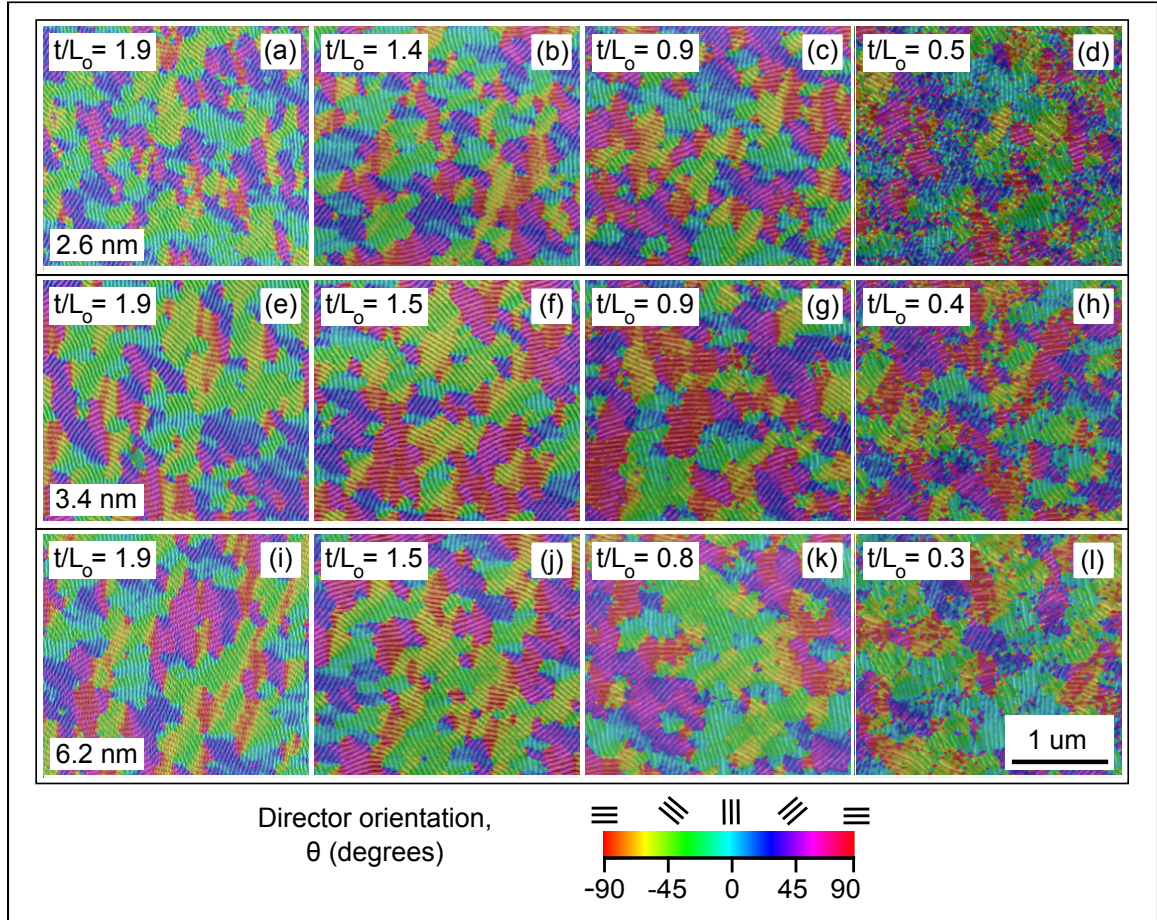 t/Lo= 1.9 (a) t/Lo= 1.4 (b) t/Lo= 0.9 (c) t/Lo= 0.5 (d)
2.6 nm
t/Lo= 1.9 (e) t/Lo= 1.5 (f) t/Lo= 0.9 (g) t/Lo= 0.4 (h)
3.4 nm
t/Lo= 1.9 (i) t/Lo= 1.5 (j) t/Lo= 0.8 (k) t/Lo= 0.3 (l)
6.2 nm 1 um
Director orientation,
θ (degrees)
-90 -45 0 45 90